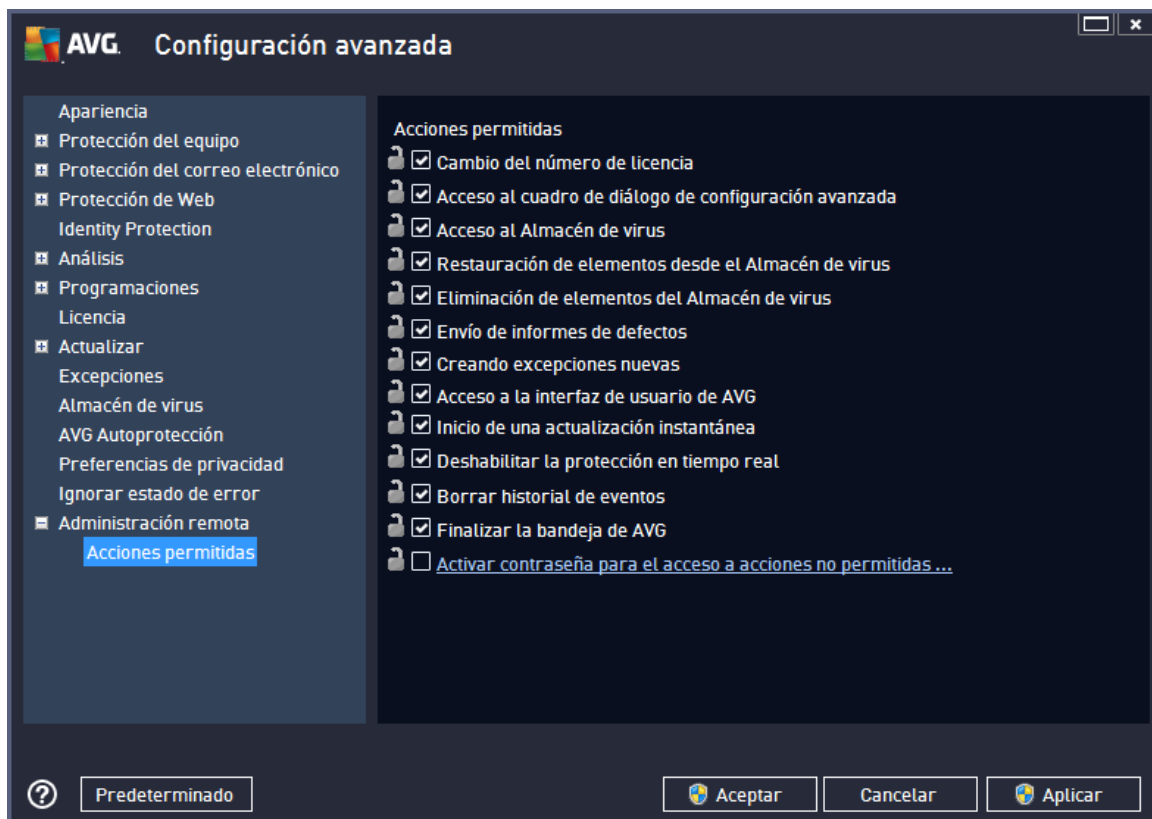 AVG. Configuración avanzada
Apariencia
Protección del equipo
Protección del correo electrónico
Protección de Web
Identity Protection
Análisis
Programaciones
Licencia
Actualizar
Excepciones
Almacén de virus
AVG Autoprotección
Preferencias de privacidad
Ignorar estado de error
Administración remota
Acciones permitidas
Acciones permitidas
Cambio del número de licencia
Acceso al cuadro de diálogo de configuración avanzada
Acceso al Almacén de virus
Restauración de elementos desde el Almacén de virus
Eliminación de elementos del Almacén de virus
Envío de informes de defectos
Creando excepciones nuevas
Acceso a la interfaz de usuario de AVG
Inicio de una actualización instantánea
Deshabilitar la protección en tiempo real
Borrar historial de eventos
Finalizar la bandeja de AVG
Activar contraseña para el acceso a acciones no permitidas ...
? Predeterminado Aceptar Cancelar Aplicar